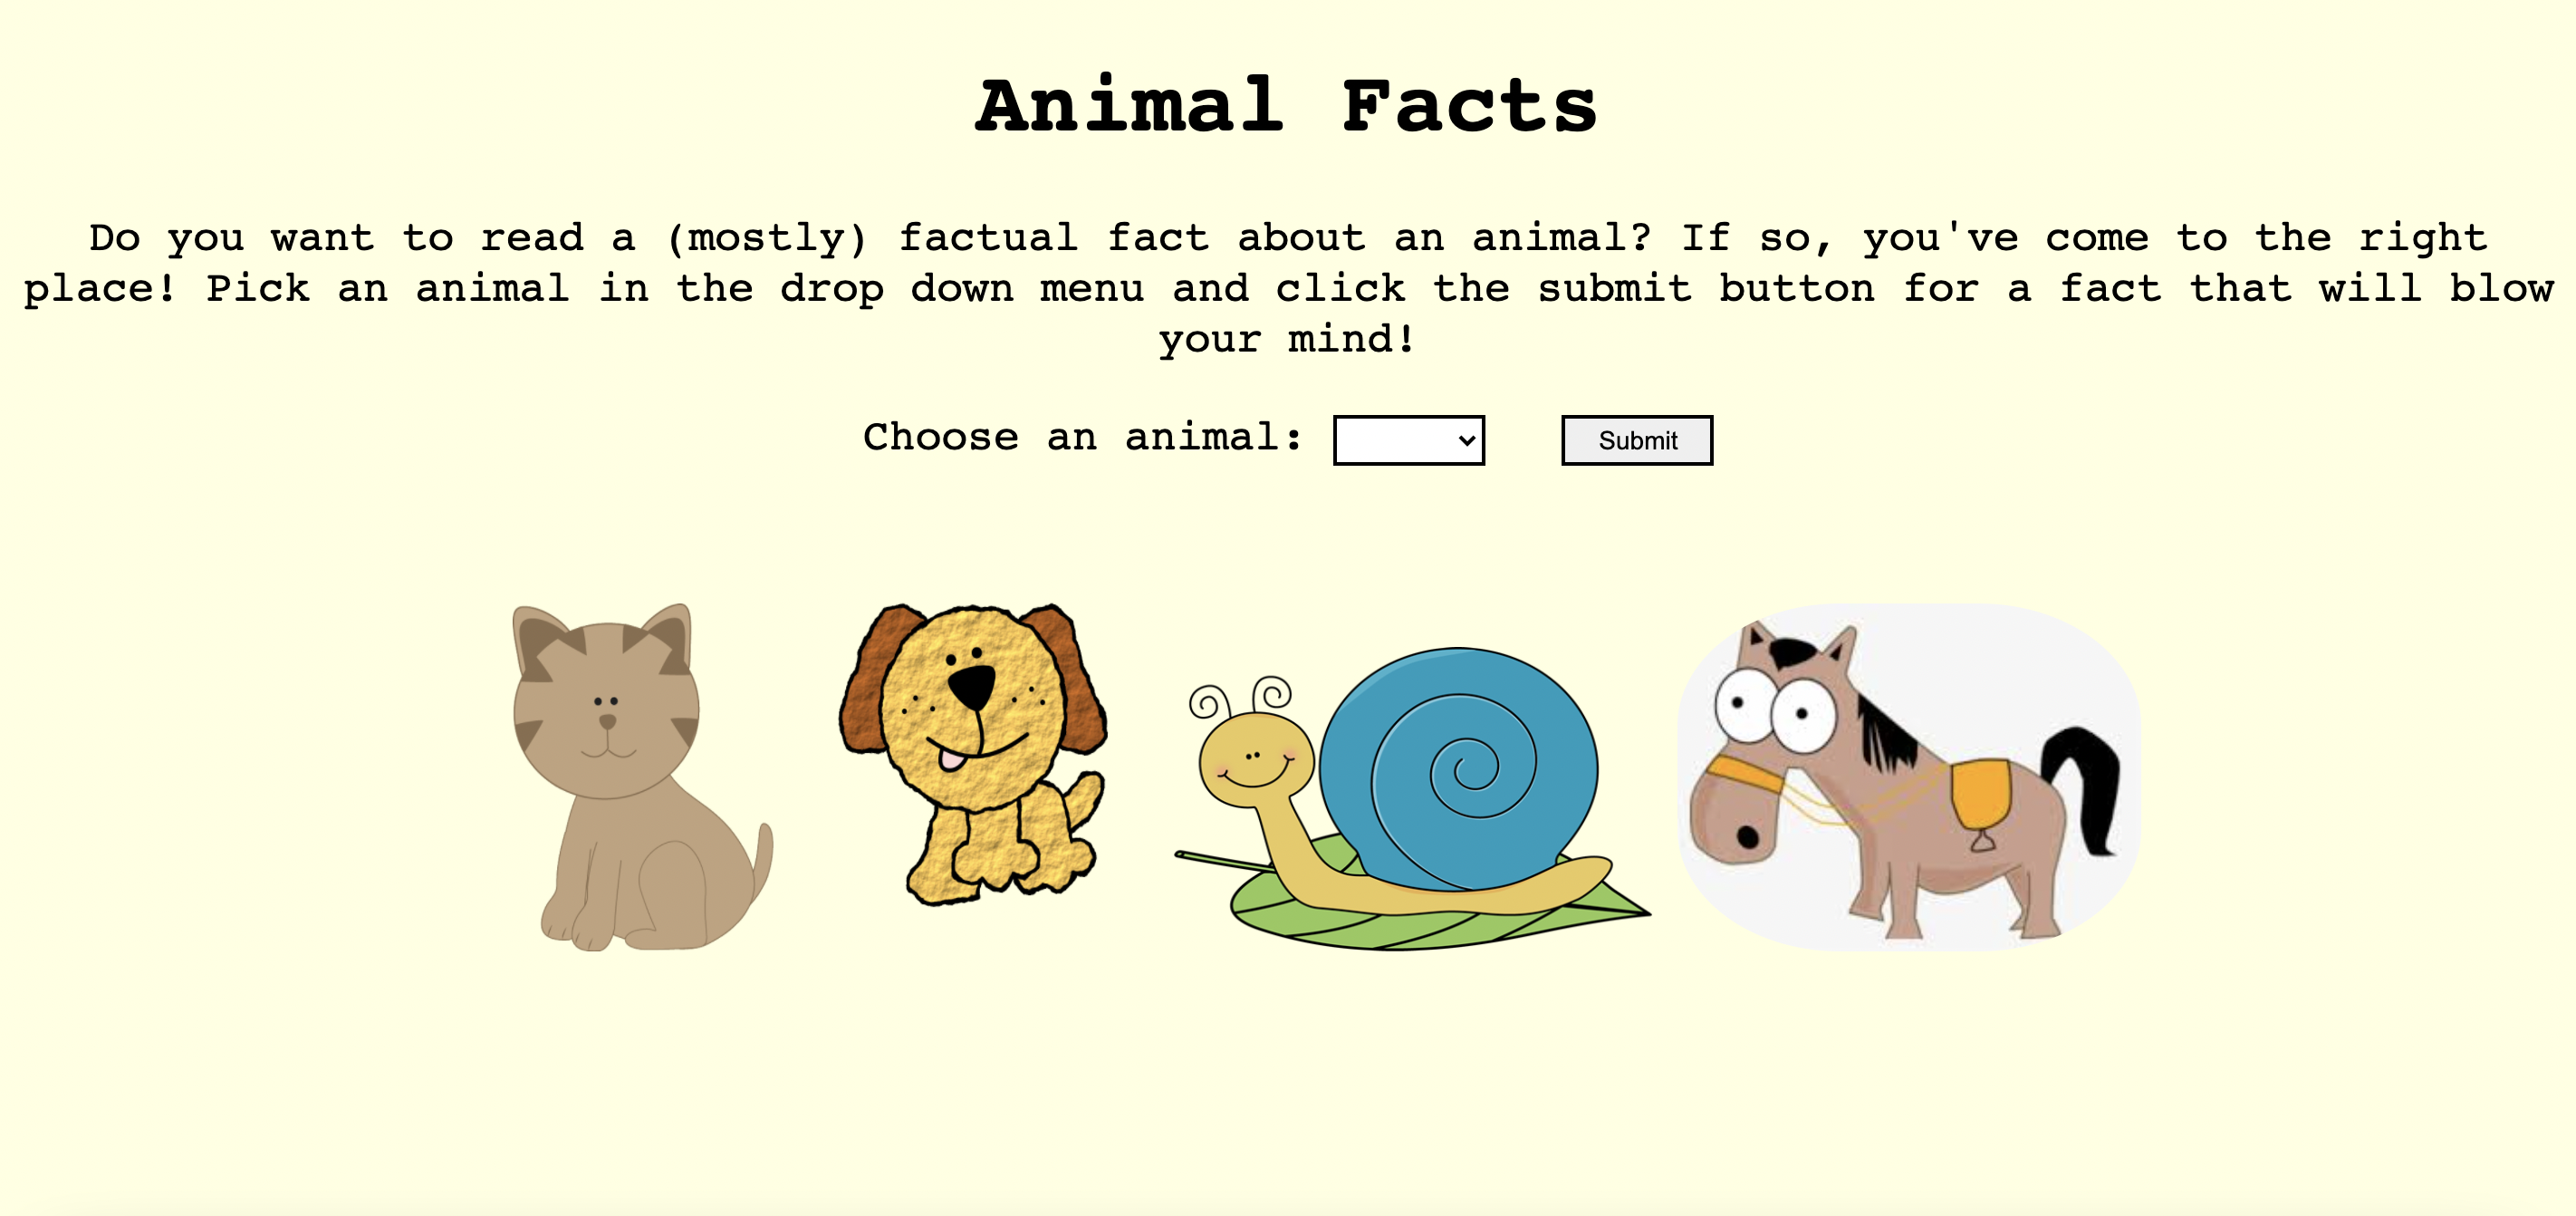 Animal Facts
Do you want to read a (mostly) factual fact about an animal? If so, you've come to the right
place! Pick an animal in the drop down menu and click the submit button for a fact that will blow
your mind!
Choose an animal: Submit